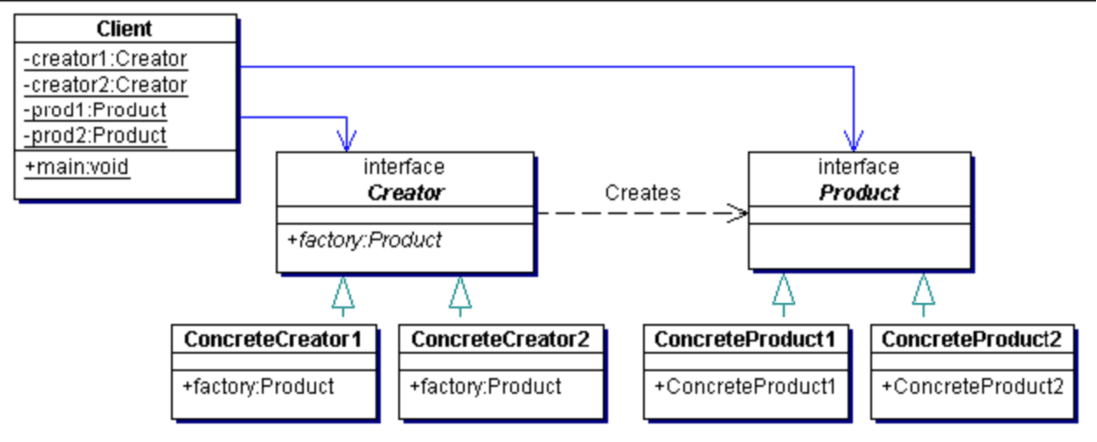 Client
-creator1:Creator
-creator2:Creator
-prod1:Product
-prod2:Product
+main:void
interface
Creator
+factory:Product
Creates
interface
Product
ConcreteCreator1
+factory:Product
ConcreteCreator2
+factory:Product
ConcreteProduct1
+ConcreteProduct1
ConcreteProduct2
+ConcreteProduct2